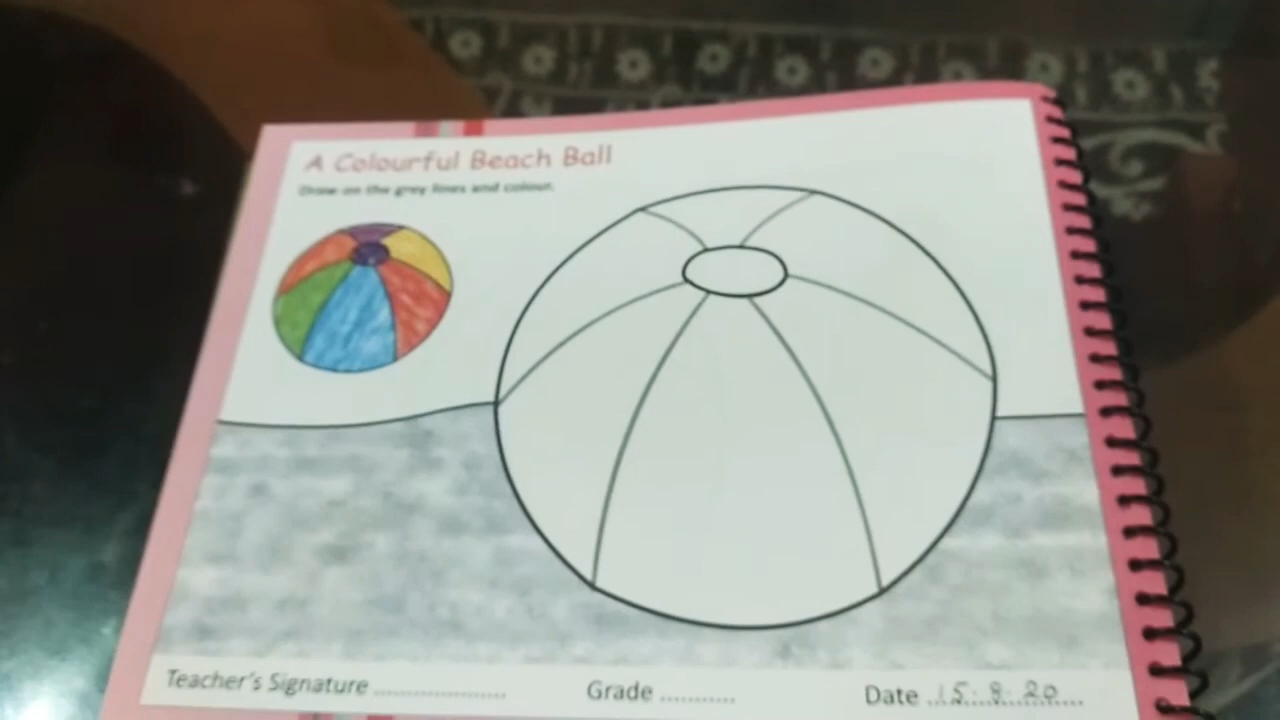 A Colourful Beach Ball
Draw on the grey lines and colour.
Teacher's Signature ....................
Grade ...........
Date ..15.8.20....